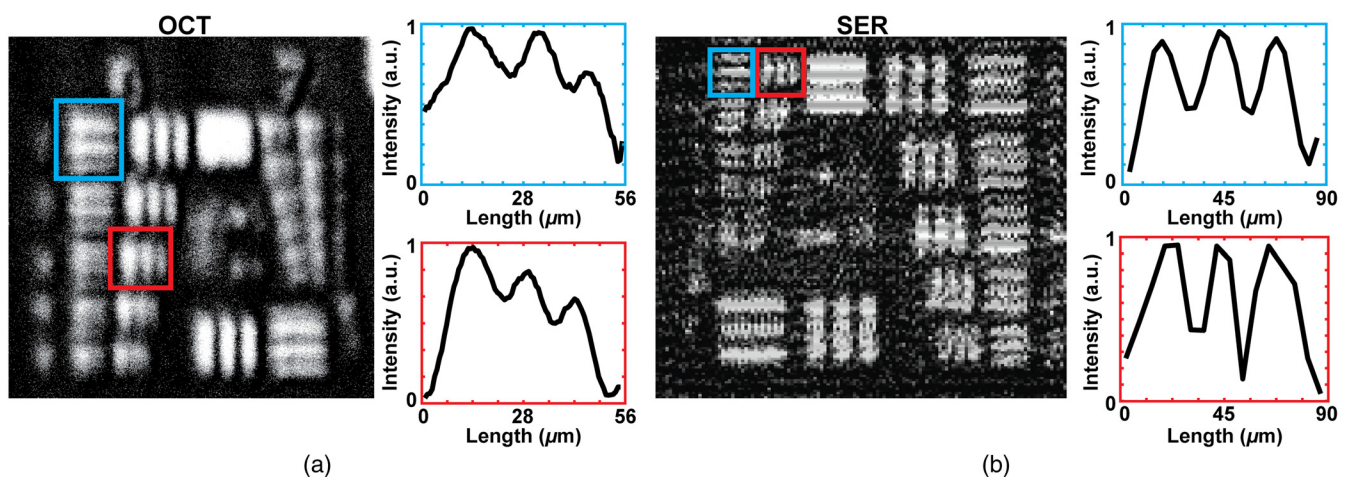 OCT
1
Intensity (a.u.)
0
0
28
56
Length (µm)
1
Intensity (a.u.)
0
0
28
56
Length (µm)
(a)
SER
1
Intensity (a.u.)
1
0
45
90
Length (µm)
1
Intensity (a.u.)
0
0
45
90
Length (µm)
(b)